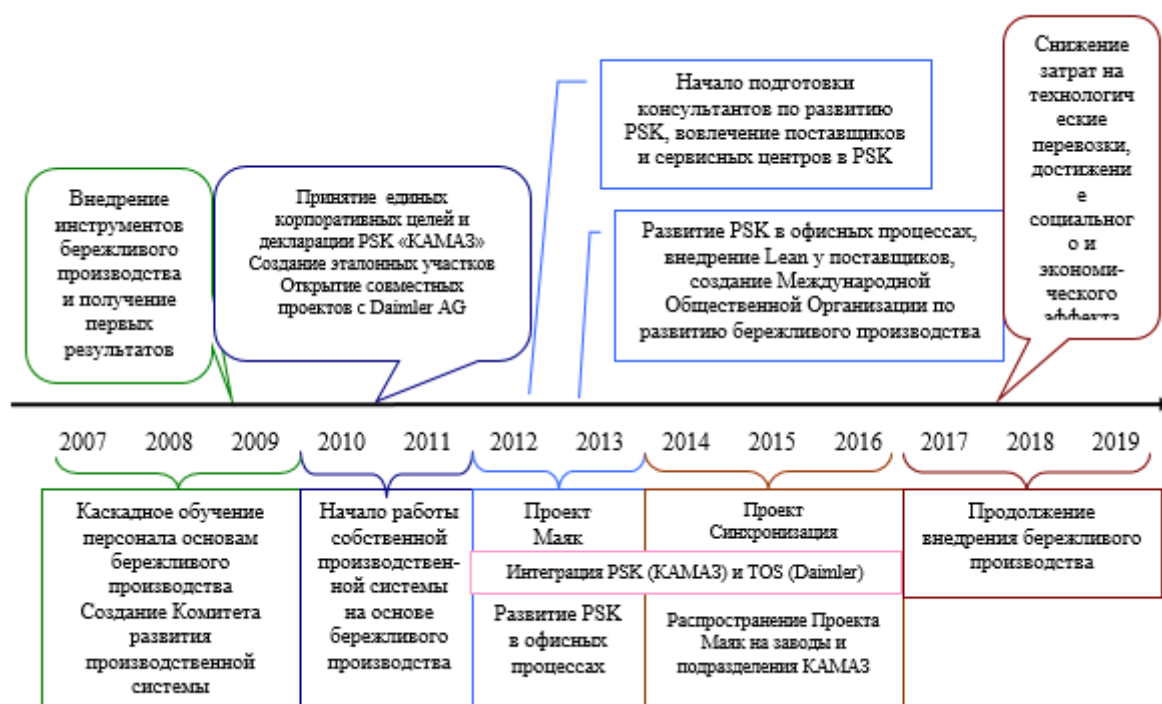 Внедрение
инструментов
бережливого
производства
и получение
первых
результатов
Принятие единых
корпоративных целей и
декларации PSK «КАМАЗ»
Создание эталонных участков
Открытие совместных
проектов с Daimler AG
Начало подготовки
консультантов по развитию
PSK, вовлечение поставщиков
и сервисных центров в PSK
Развитие PSK в офисных процессах,
внедрение Lean у поставщиков,
создание Международной
Общественной Организации по
развитию бережливого производства
Снижение
затрат на
технологич
еские
перевозки,
достижени
е
социальног
о и
экономи-
ческого
эффекта
2007 2008 2009 2010 2011 2012 2013 2014 2015 2016 2017 2018 2019
Каскадное обучение
персонала основам
бережливого
производства
Создание Комитета
развития
производственной
системы
Начало работы
собственной
производствен-
ной системы
на основе
бережливого
производства
Проект
Маяк
Проект
Синхронизация
Интеграция PSK (КАМАЗ) и TOS (Daimler)
Развитие PSK
в офисных
процессах
Распространение Проекта
Маяк на заводы и
подразделения КАМАЗ
Продолжение
внедрения бережливого
производства